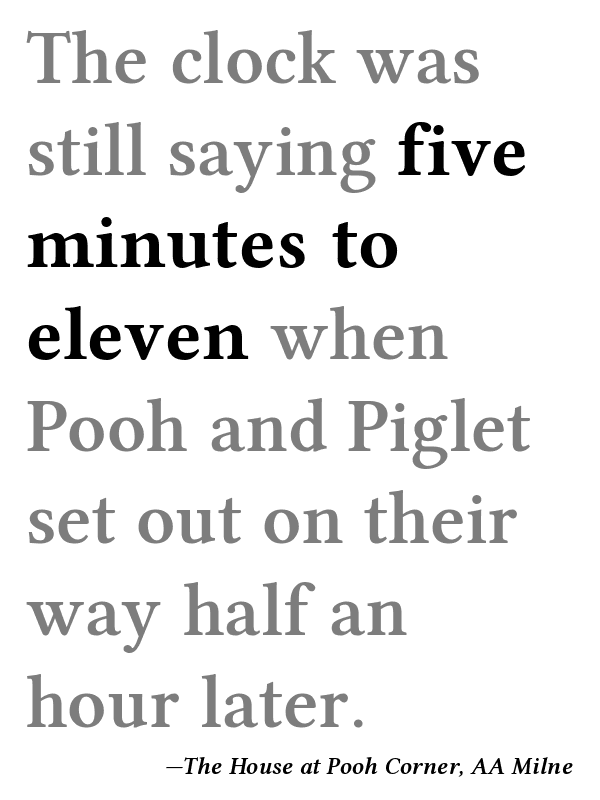 The clock was
still saying five
minutes to
eleven when
Pooh and Piglet
set out on their
way half an
hour later.
—The House at Pooh Corner, AA Milne